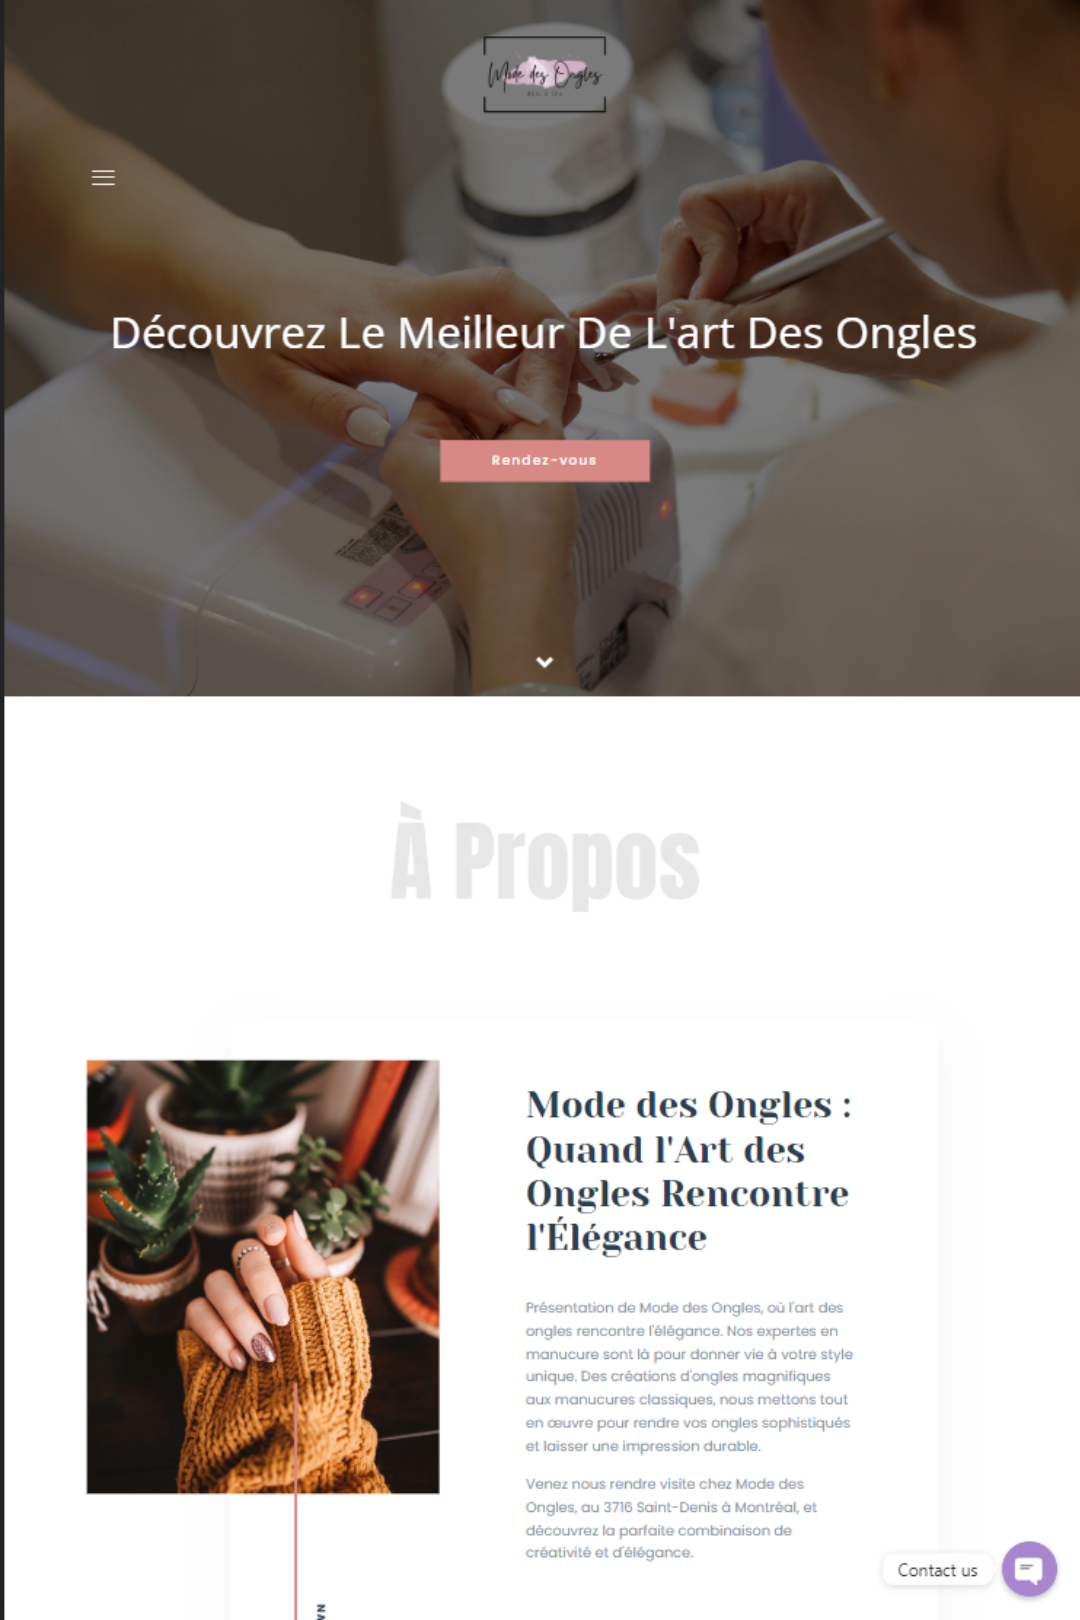 Mode des Ongles
Découvrez Le Meilleur De L'art Des Ongles
Rendez-vous
À Propos
Mode des Ongles :
Quand l'Art des
Ongles Rencontre
l'Élégance
Présentation de Mode des Ongles, où l'art des
ongles rencontre l'élégance. Nos expertes en
manucure sont là pour donner vie à votre style
unique. Des créations d'ongles magnifiques
aux manucures classiques, nous mettons tout
en œuvre pour rendre vos ongles sophistiqués
et laisser une impression durable.
Venez nous rendre visite chez Mode des
Ongles, au 3716 Saint-Denis à Montréal, et
découvrez la parfaite combinaison de
créativité et d'élégance.
Contact us